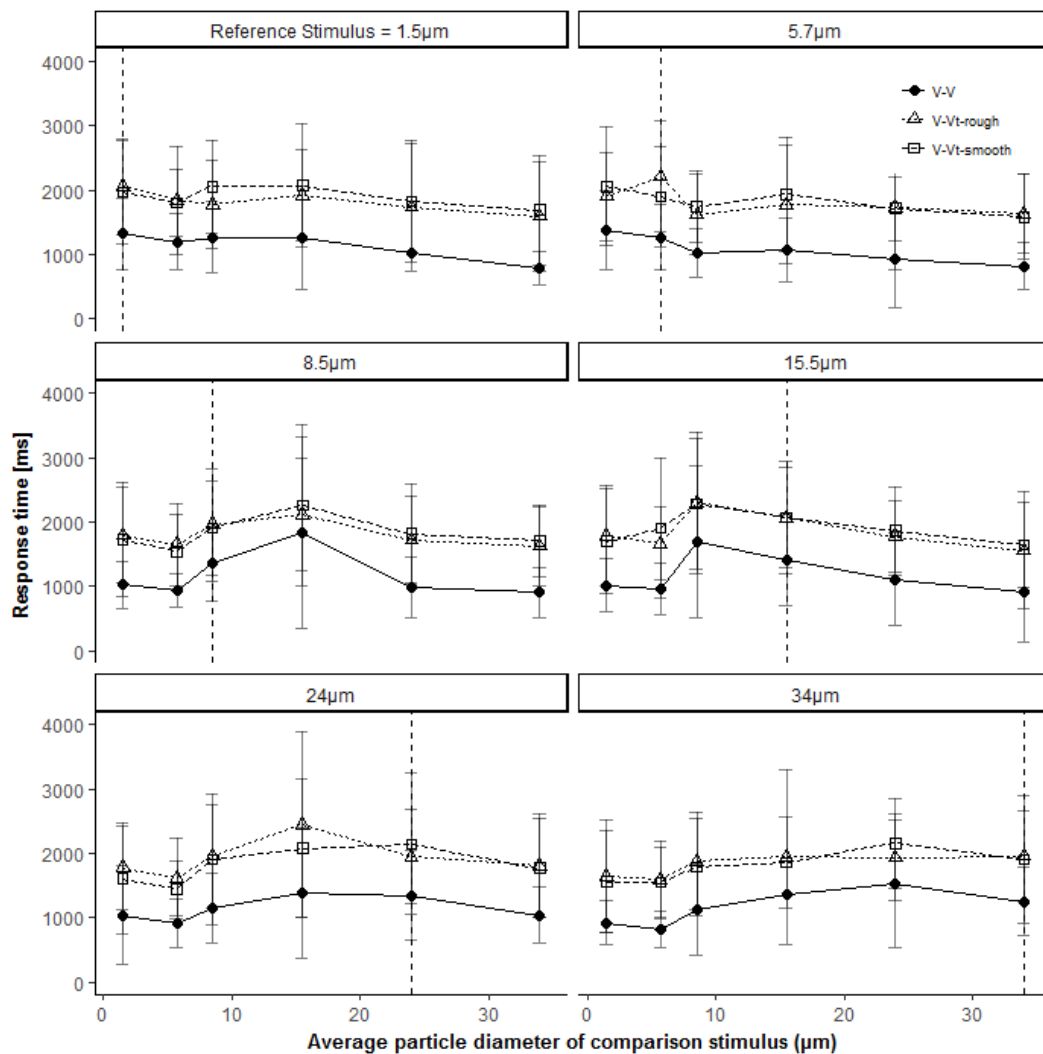 Reference Stimulus = 1.5µm
5.7µm
4000
3000
2000
1000
0
V-V
V-Vt-rough
V-Vt-smooth
8.5µm
15.5µm
4000
3000
2000
1000
0
Response time [ms]
24µm
34µm
4000
3000
2000
1000
0
0 10 20 30 0 10 20 30
Average particle diameter of comparison stimulus (µm)